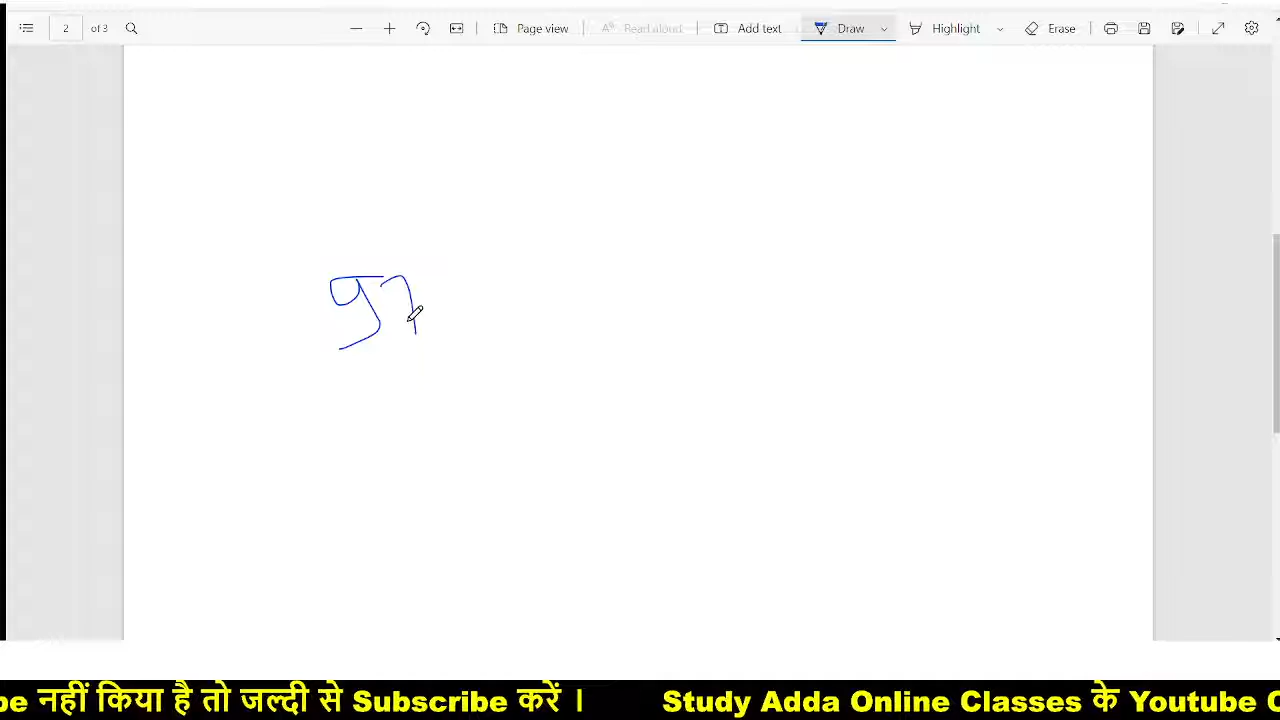 2 of 3 Page view Read aloud Add text Draw Highlight Erase
97
be नहीं किया है तो जल्दी से Subscribe करें । Study Adda Online Classes के Youtube C